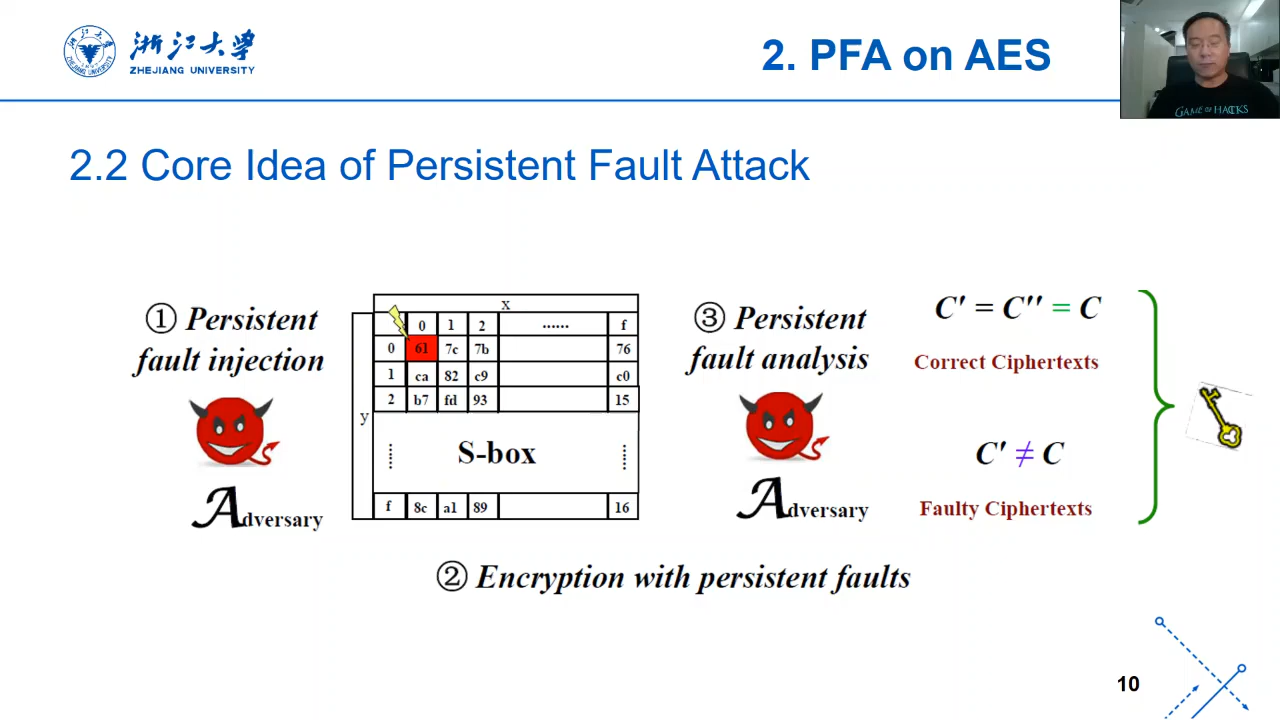 浙江大学
ZHEJIANG UNIVERSITY
2. PFA on AES
GAME OF HACKS
2.2 Core Idea of Persistent Fault Attack
① Persistent
fault injection
Adversary
x
0 1 2 ...... f
0 61 7c 7b 76
1 ca 82 c9 c0
2 b7 fd 93 15
y
S-box
f 8c a1 89 16
③ Persistent
fault analysis
Adversary
C' = C'' = C
Correct Ciphertexts
C' ≠ C
Faulty Ciphertexts
② Encryption with persistent faults
10